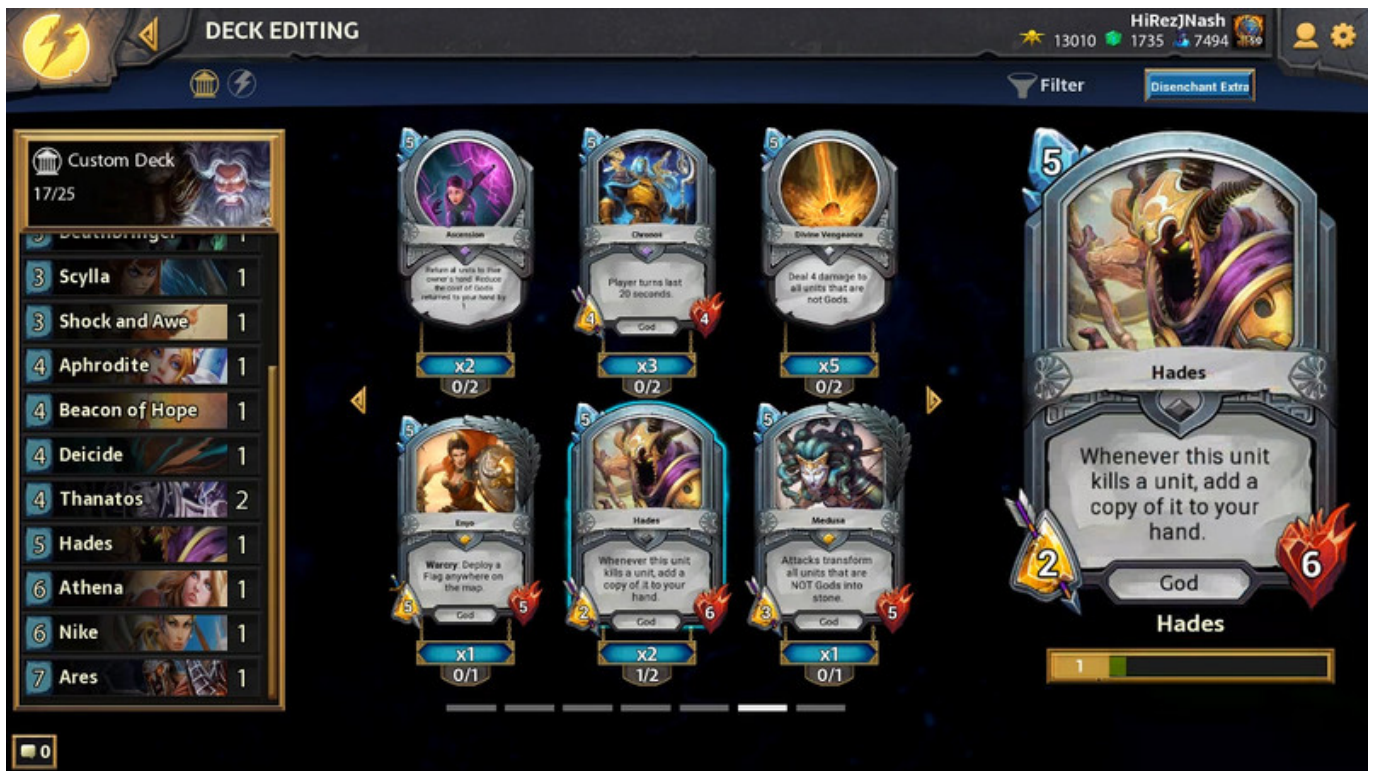 DECK EDITING
HiRezJNash
13010 1735 7494
Filter
Disenchant Extra
Custom Deck
17/25
Deathbringer 1
3 Scylla 1
3 Shock and Awe 1
4 Aphrodite 1
4 Beacon of Hope 1
4 Deicide 1
4 Thanatos 2
5 Hades 1
6 Athena 1
6 Nike 1
7 Ares 1
0
5
Ascension
Return all units to their
owner's hand. Reduce
the cost of Gods
returned to your hand by
1
x2
0/2
5
Chronos
Player turns last
20 seconds.
4
God
4
x3
0/2
5
Divine Vengeance
Deal 4 damage to
all units that are
not Gods.
x5
0/2
5
Enyo
Warcry: Deploy a
Flag anywhere on
the map.
5
God
5
x1
0/1
5
Hades
Whenever this unit
kills a unit, add a
copy of it to your
hand.
2
God
6
x2
1/2
5
Medusa
Attacks transform
all units that are
NOT Gods into
stone.
3
God
5
x1
0/1
5
Hades
Whenever this unit
kills a unit, add a
copy of it to your
hand.
2
God
6
Hades
1